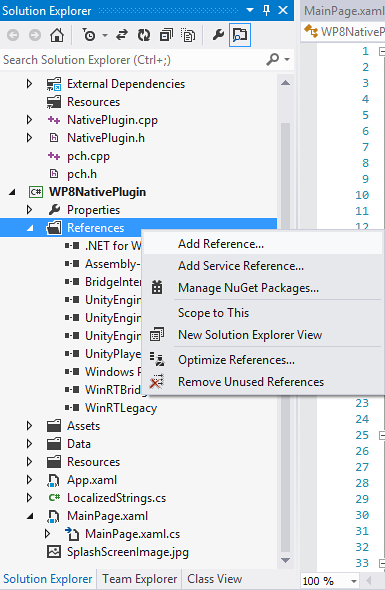 Solution Explorer
Search Solution Explorer (Ctrl+;)
External Dependencies
Resources
NativePlugin.cpp
NativePlugin.h
pch.cpp
pch.h
C# WP8NativePlugin
Properties
References
.NET for W
Assembly-
BridgeInter
UnityEngin
UnityEngin
UnityEngin
UnityPlaye
Windows P
WinRTBridg
WinRTLegacy
Assets
Data
Resources
App.xaml
C# LocalizedStrings.cs
MainPage.xaml
MainPage.xaml.cs
SplashScreenImage.jpg
Solution Explorer Team Explorer Class View
Add Reference...
Add Service Reference...
Manage NuGet Packages...
Scope to This
New Solution Explorer View
Optimize References...
Remove Unused References
MainPage.xaml
WP8NativeP
1
2
3
4
5
6
7
8
9
10
11
12
23
24
25
26
27
28
29
30
31
32
33
100 %